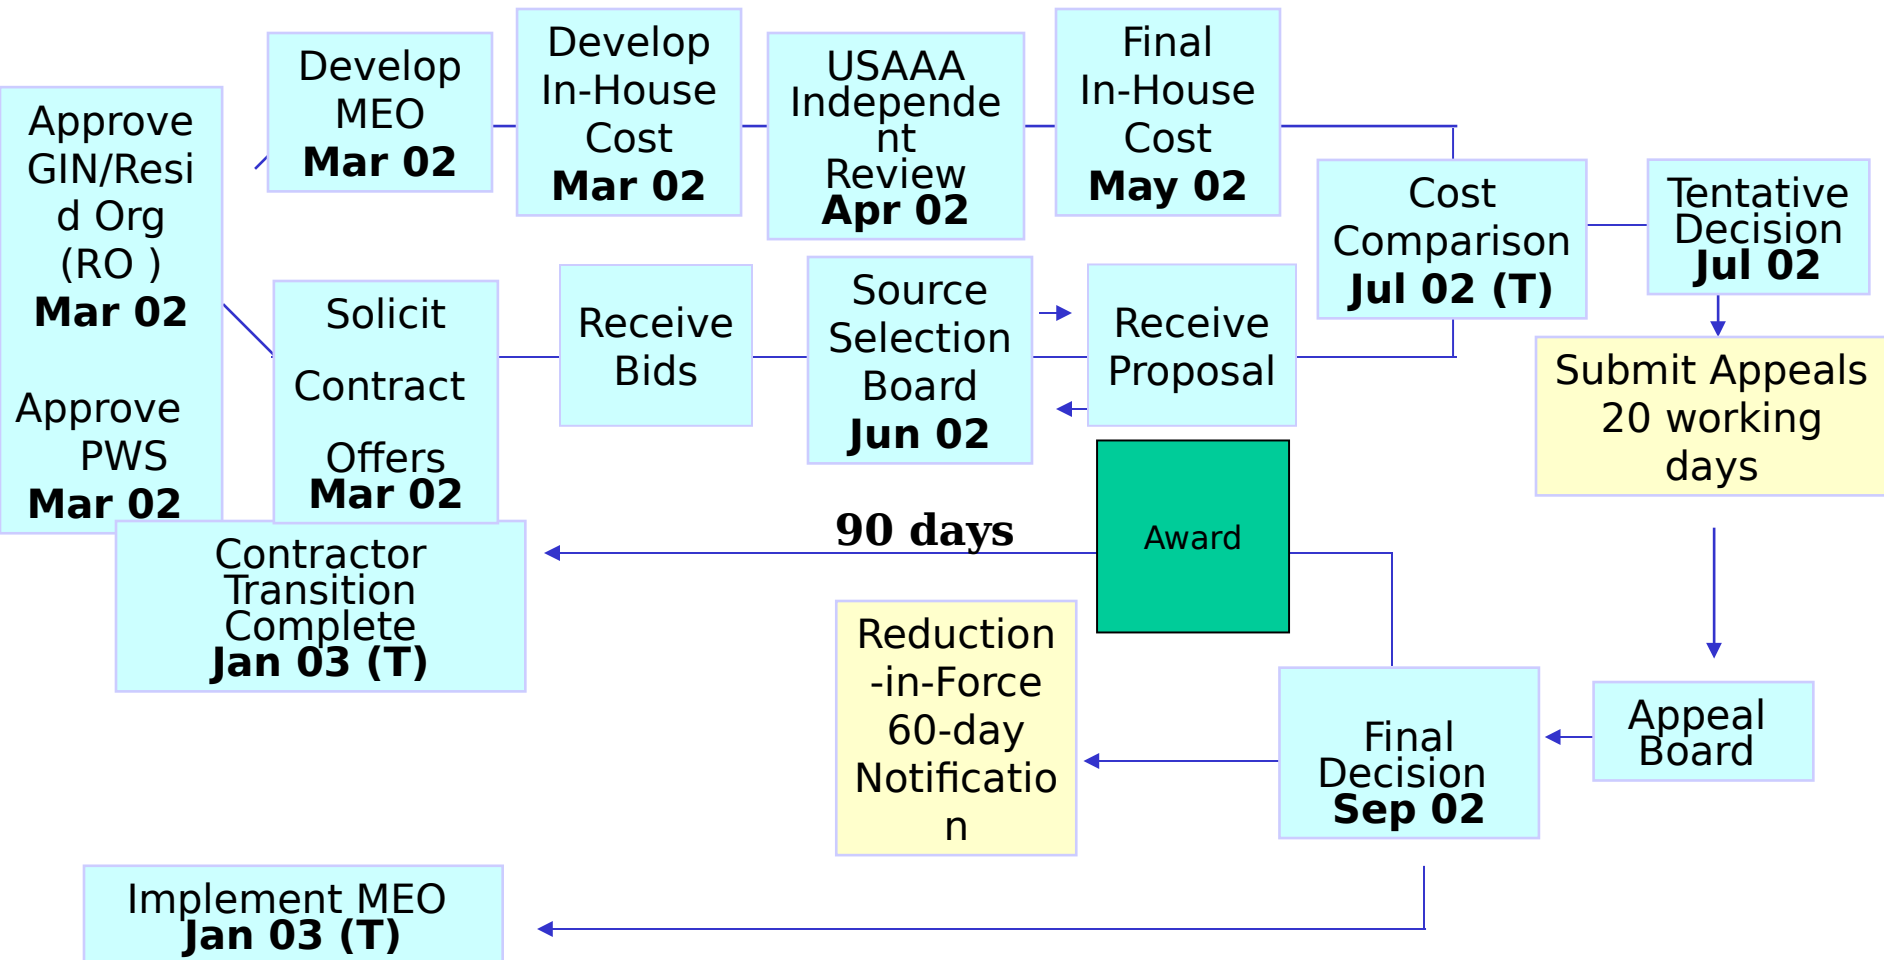 Approve
GIN/Resi
d Org
(RO )
Mar 02
Approve
PWS
Mar 02
Develop
MEO
Mar 02
Develop
In-House
Cost
Mar 02
USAAA
Independe
nt
Review
Apr 02
Final
In-House
Cost
May 02
Solicit
Contract
Offers
Mar 02
Receive
Bids
Source
Selection
Board
Jun 02
Receive
Proposal
Cost
Comparison
Jul 02 (T)
Tentative
Decision
Jul 02
Submit Appeals
20 working
days
Appeal
Board
Final
Decision
Sep 02
Award
90 days
Contractor
Transition
Complete
Jan 03 (T)
Reduction
-in-Force
60-day
Notificatio
n
Implement MEO
Jan 03 (T)